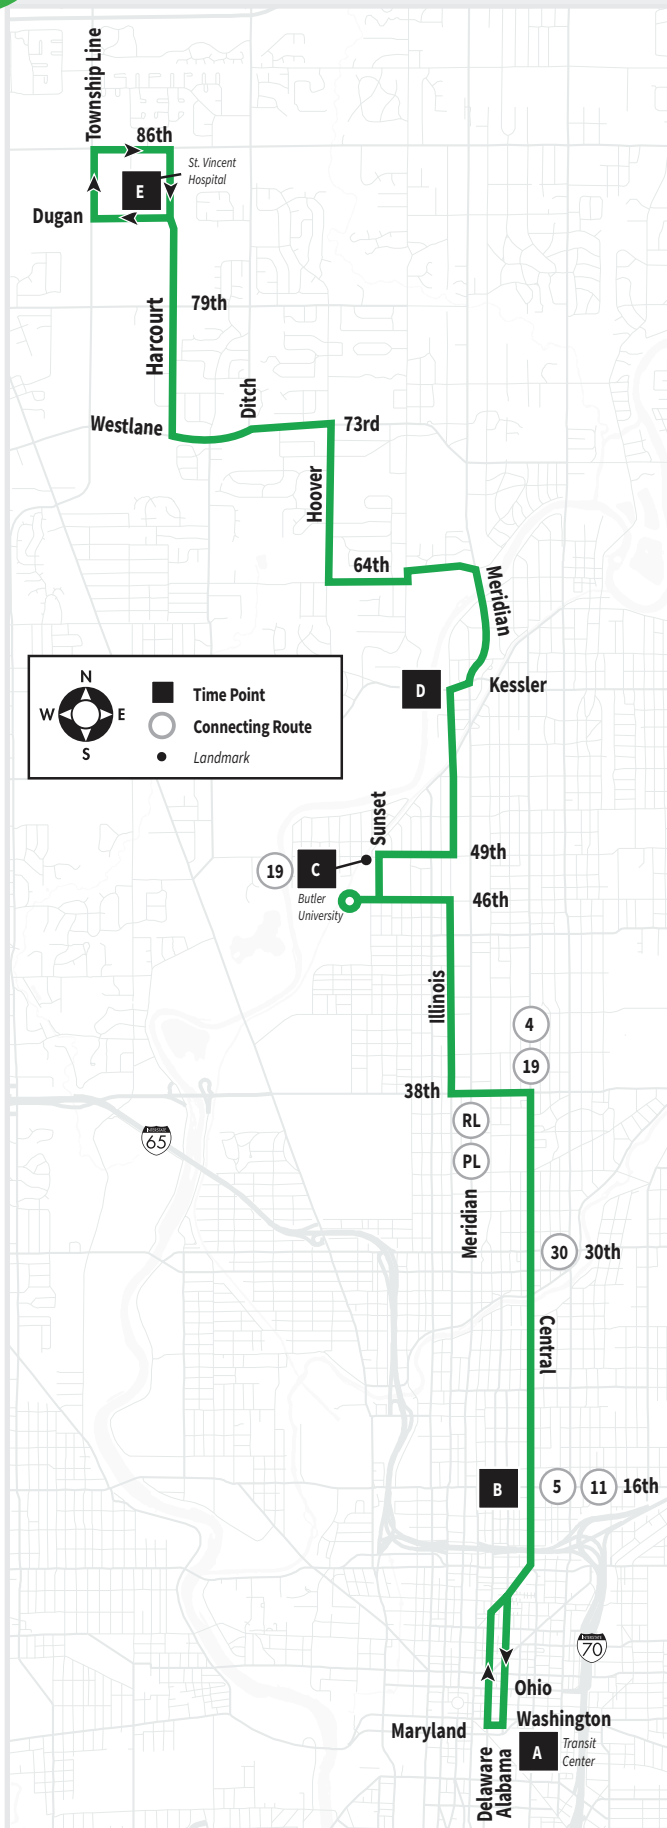 Township Line
86th
St. Vincent
Hospital
E
Dugan
79th
Harcourt
Ditch
Westlane
73rd
Hoover
64th
Meridian
N
W
E
S
Time Point
Connecting Route
Landmark
D
Kessler
Sunset
49th
19
C
Butler
University
46th
Illinois
4
19
38th
RL
PL
INTERSTATE
65
Meridian
30
30th
Central
B
5
11
16th
INTERSTATE
70
Ohio
Washington
Maryland
A
Transit
Center
Delaware
Alabama